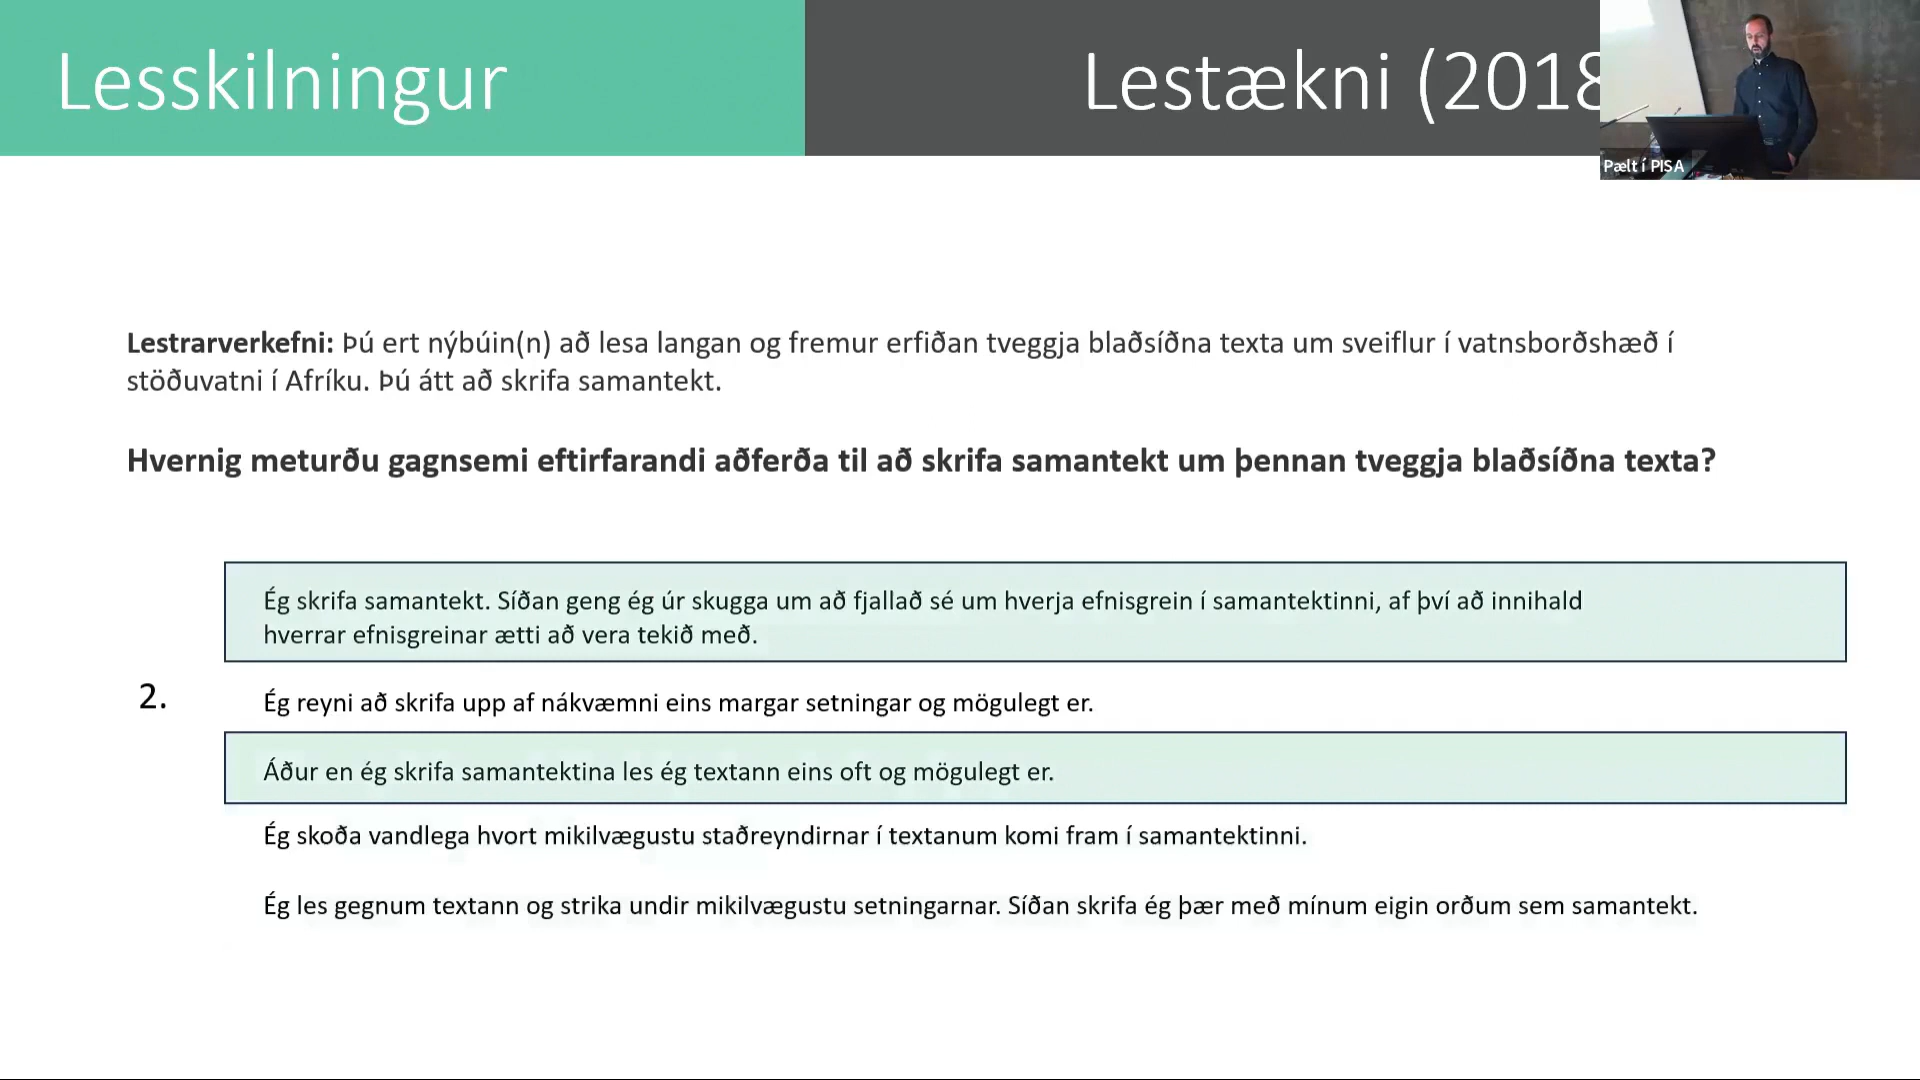 Lesskilningur
Lestækni (2018
Pælt í PISA
Lestrarverkefni: Þú ert nýbúin(n) að lesa langan og fremur erfiðan tveggja blaðsíðna texta um sveiflur í vatnsborðshæð í
stöðuvatni í Afríku. Þú átt að skrifa samantekt.
Hvernig meturðu gagnsemi eftirfarandi aðferða til að skrifa samantekt um þennan tveggja blaðsíðna texta?
Ég skrifa samantekt. Síðan geng ég úr skugga um að fjallað sé um hverja efnisgrein í samantektinni, af því að innihald
hverrar efnisgreinar ætti að vera tekið með.
2. Ég reyni að skrifa upp af nákvæmni eins margar setningar og mögulegt er.
Áður en ég skrifa samantektina les ég textann eins oft og mögulegt er.
Ég skoða vandlega hvort mikilvægustu staðreyndirnar í textanum komi fram í samantektinni.
Ég les gegnum textann og strika undir mikilvægustu setningarnar. Síðan skrifa ég þær með mínum eigin orðum sem samantekt.